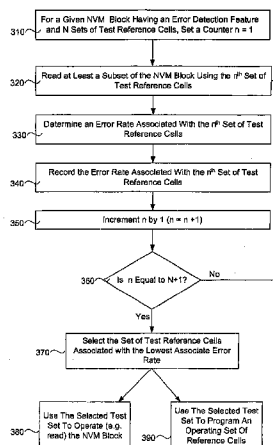 310
For a Given NVM Block Having an Error Detection Feature
and N Sets of Test Reference Cells, Set a Counter n = 1
320
Read at Least a Subset of the NVM Block Using the nth Set of
Test Reference Cells
330
Determine an Error Rate Associated With the nth Set of Test
Reference Cells
340
Record the Error Rate Associated With the nth Set of Test
Reference Cells
350
Increment n by 1 (n = n +1)
360
Is n Equal to N+1?
No
Yes
370
Select the Set of Test Reference Cells
Associated with the Lowest Associate Error
Rate
380
Use The Selected Test
Set To Operate (e.g.
read) the NVM Block
390
Use The Selected Test
Set To Program An
Operating Set Of
Reference Cells